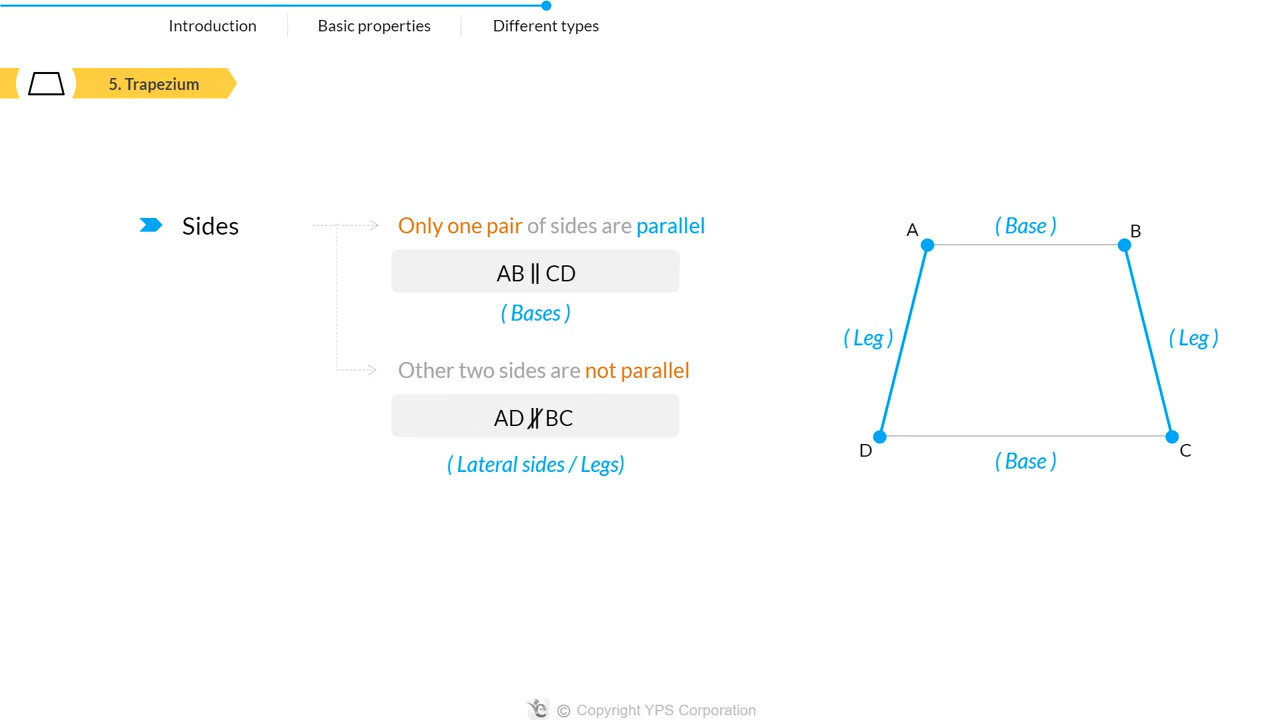 Introduction
Basic properties
Different types
5. Trapezium
Sides
Only one pair of sides are parallel
AB ∥ CD
( Bases )
Other two sides are not parallel
AD ∦ BC
( Lateral sides / Legs)
( Base )
A
B
( Leg )
( Leg )
D
C
( Base )
© Copyright YPS Corporation